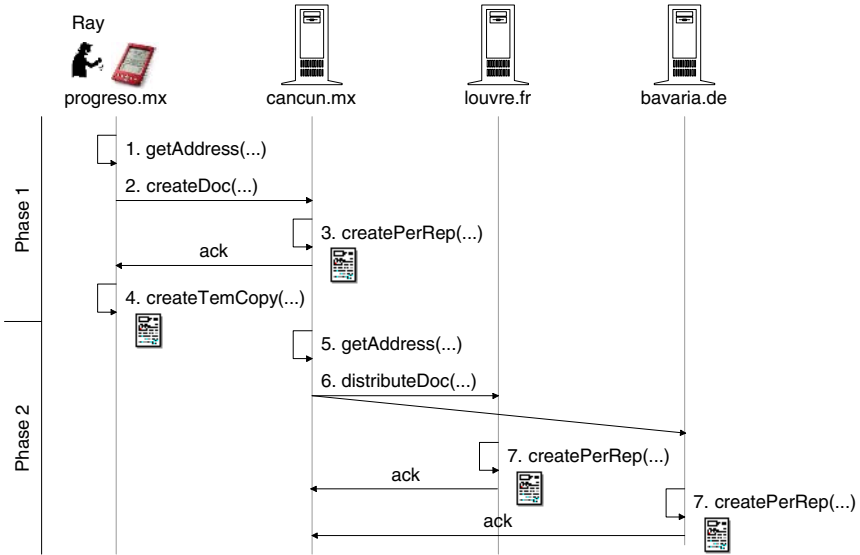 Ray
progreso.mx
cancun.mx
louvre.fr
bavaria.de
Phase 1
1. getAddress(...)
2. createDoc(...)
3. createPerRep(...)
ack
4. createTemCopy(...)
Phase 2
5. getAddress(...)
6. distributeDoc(...)
7. createPerRep(...)
ack
7. createPerRep(...)
ack